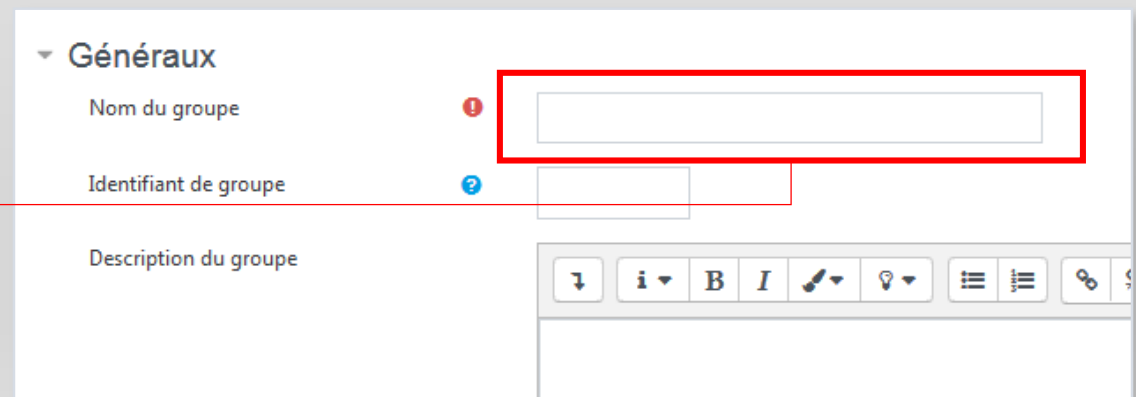 Généraux
Nom du groupe
Identifiant de groupe
Description du groupe
i B I